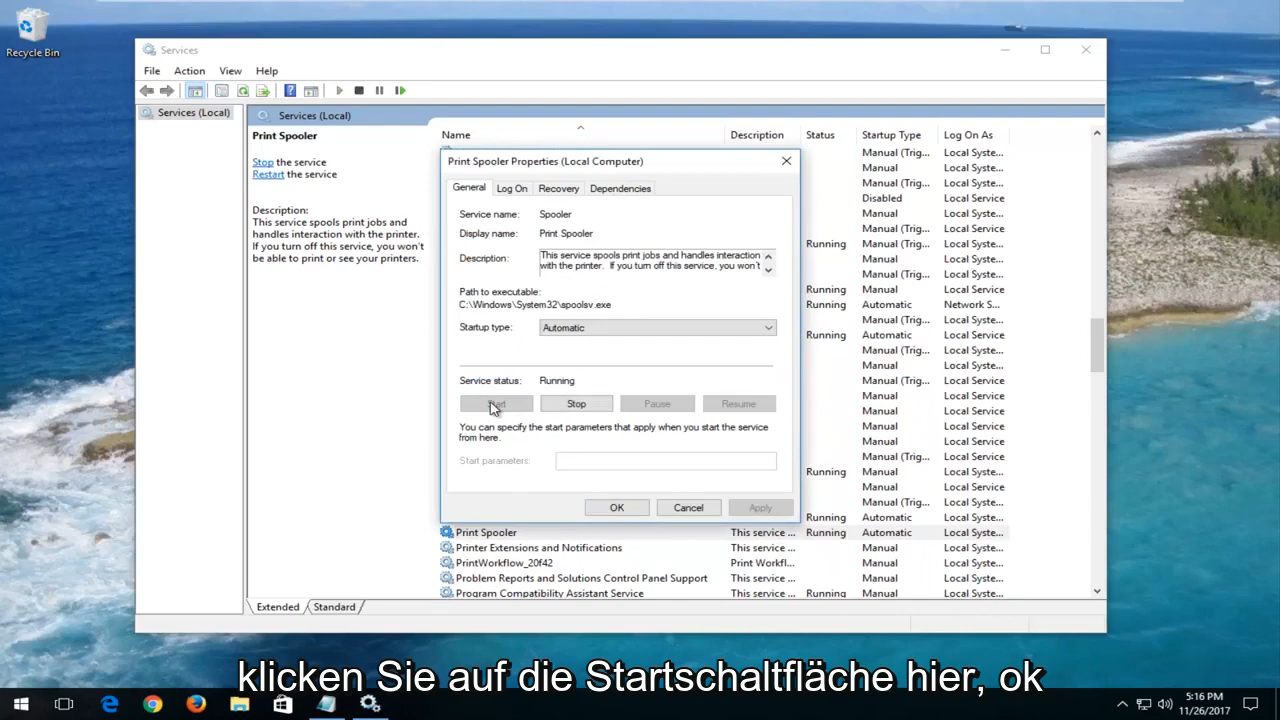 Recycle Bin
Services
File Action View Help
Services (Local)
Services (Local)
Print Spooler
Stop the service
Restart the service
Description:
This service spools print jobs and
handles interaction with the printer.
If you turn off this service, you won't
be able to print or see your printers.
Name Description Status Startup Type Log On As
Manual (Trig... Local Syste...
Manual Local Syste...
Manual (Trig... Local Syste...
Disabled Local Service
Manual Local Syste...
Manual (Trig... Local Service
Running Manual Local Syste...
Manual (Trig... Local Syste...
Manual Local Syste...
Running Manual Local Service
Running Automatic Network S...
Manual (Trig... Local Syste...
Running Automatic Local Service
Manual (Trig... Local Syste...
Manual (Trig... Local Syste...
Manual Local Syste...
Manual Local Service
Manual Local Service
Manual Local Service
Manual Local Service
Manual (Trig... Local Syste...
Running Manual Local Syste...
Manual Local Service
Manual (Trig... Local Syste...
Running Automatic Local Syste...
Print Spooler This service ... Running Automatic Local Syste...
Printer Extensions and Notifications This service ... Manual Local Syste...
PrintWorkflow_20f42 Print Workfl... Manual Local Syste...
Problem Reports and Solutions Control Panel Support This service ... Manual Local Syste...
Program Compatibility Assistant Service This service ... Running Manual Local Syste...
Print Spooler Properties (Local Computer)
General Log On Recovery Dependencies
Service name: Spooler
Display name: Print Spooler
Description: This service spools print jobs and handles interaction
with the printer. If you turn off this service, you won't
Path to executable:
C:\Windows\System32\spoolsv.exe
Startup type: Automatic
Service status: Running
Start Stop Pause Resume
You can specify the start parameters that apply when you start the service
from here.
Start parameters:
OK Cancel Apply
Extended Standard
klicken Sie auf die Startschaltfläche hier, ok
5:16 PM
11/26/2017